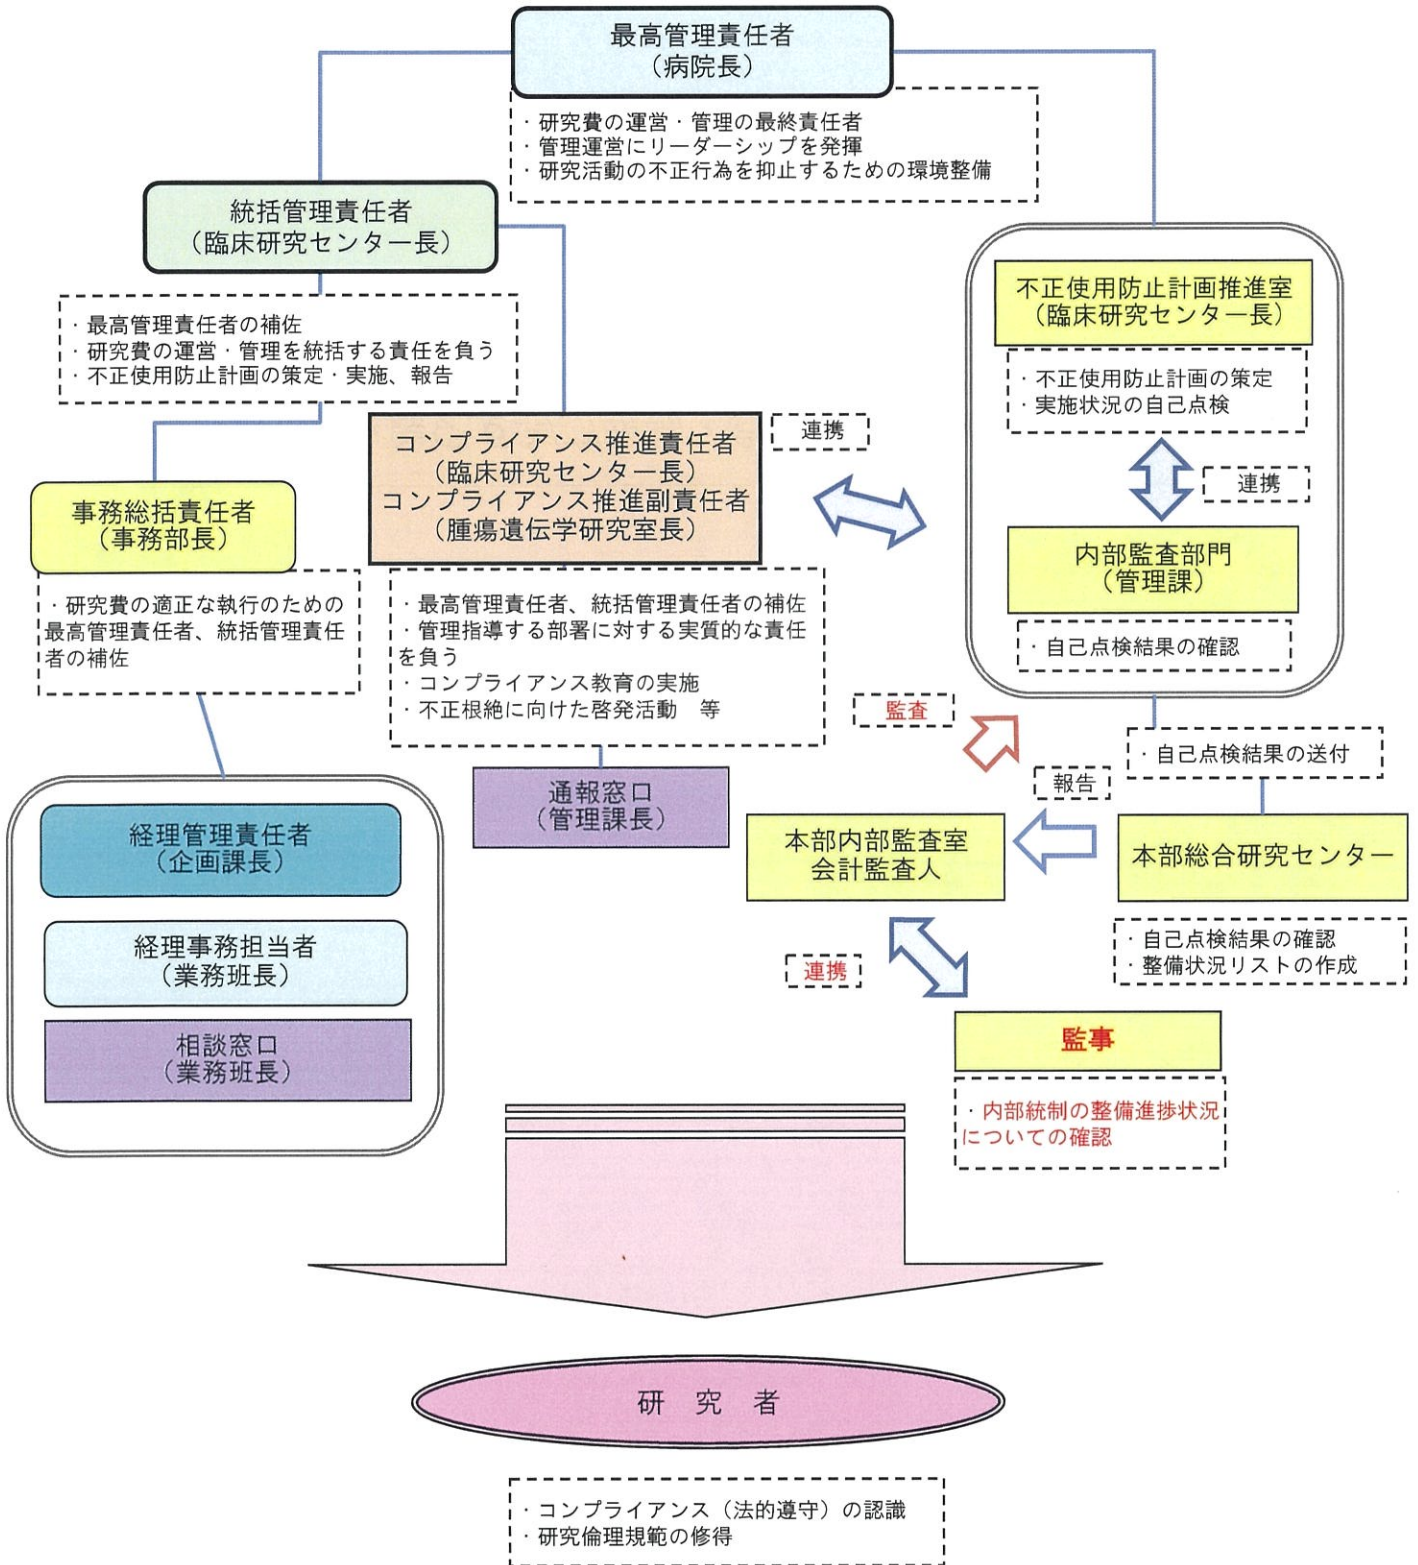 最高管理責任者
（病院長）
・研究費の運営・管理の最終責任者
・管理運営にリーダーシップを発揮
・研究活動の不正行為を抑止するための環境整備
統括管理責任者
（臨床研究センター長）
・最高管理責任者の補佐
・研究費の運営・管理を統括する責任を負う
・不正使用防止計画の策定・実施、報告
不正使用防止計画推進室
（臨床研究センター長）
・不正使用防止計画の策定
・実施状況の自己点検
連携
内部監査部門
（管理課）
・自己点検結果の確認
コンプライアンス推進責任者
（臨床研究センター長）
コンプライアンス推進副責任者
（腫瘍遺伝学研究室長）
連携
事務総括責任者
（事務部長）
・研究費の適正な執行のための
最高管理責任者、統括管理責任
者の補佐
・最高管理責任者、統括管理責任者の補佐
・管理指導する部署に対する実質的な責任
を負う
・コンプライアンス教育の実施
・不正根絶に向けた啓発活動　等
監査
・自己点検結果の送付
報告
通報窓口
（管理課長）
経理管理責任者
（企画課長）
経理事務担当者
（業務班長）
相談窓口
（業務班長）
本部内部監査室
会計監査人
本部総合研究センター
・自己点検結果の確認
・整備状況リストの作成
連携
監事
・内部統制の整備進捗状況
についての確認
研　究　者
・コンプライアンス（法的遵守）の認識
・研究倫理規範の修得